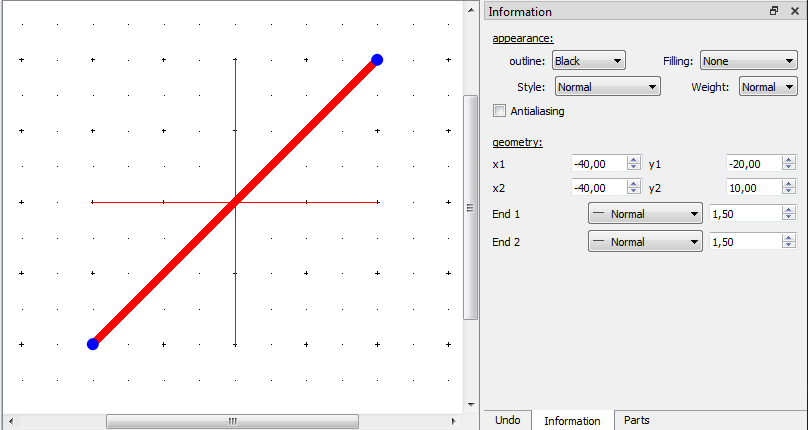 Information
appearance:
outline: Black Filling: None
Style: Normal Weight: Normal
Antialiasing
geometry:
x1 -40,00 y1 -20,00
x2 -40,00 y2 10,00
End 1 Normal 1,50
End 2 Normal 1,50
Undo Information Parts